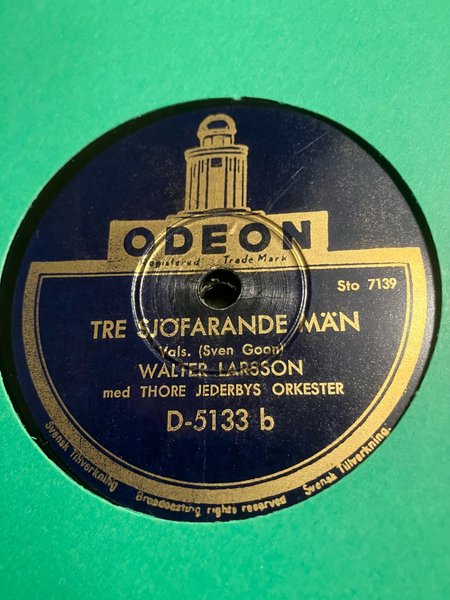 ODEON
Registered Trade Mark
Sto 7139
TRE SJÖFARANDE MÄN
Vals. (Sven Goon)
WALTER LARSSON
med THORE JEDERBYS ORKESTER
D-5133 b
Svensk Tillverkning
Broadcasting rights reserved
Svensk Tillverkning.